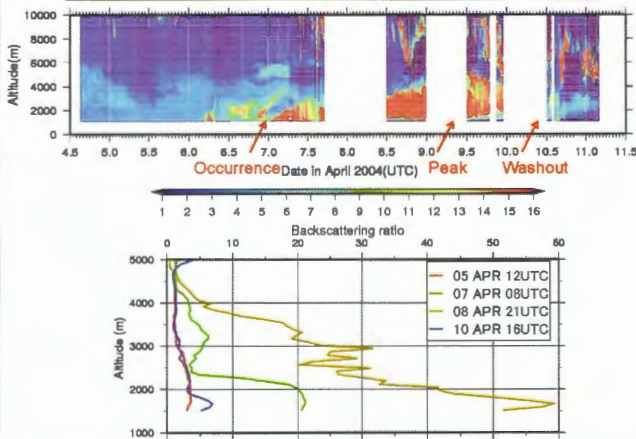 10000
8000
6000
4000
2000
0
Altitude(m)
4.5 5.0 5.5 6.0 6.5 7.0 7.5 8.0 8.5 9.0 9.5 10.0 10.5 11.0 11.5
Occurrence Date in April 2004(UTC) Peak Washout
1 2 3 4 5 6 7 8 9 10 11 12 13 14 15 16
Backscattering ratio
0 10 20 30 40 50 60
5000
4000
3000
2000
1000
Altitude (m)
05 APR 12UTC
07 APR 08UTC
08 APR 21UTC
10 APR 16UTC